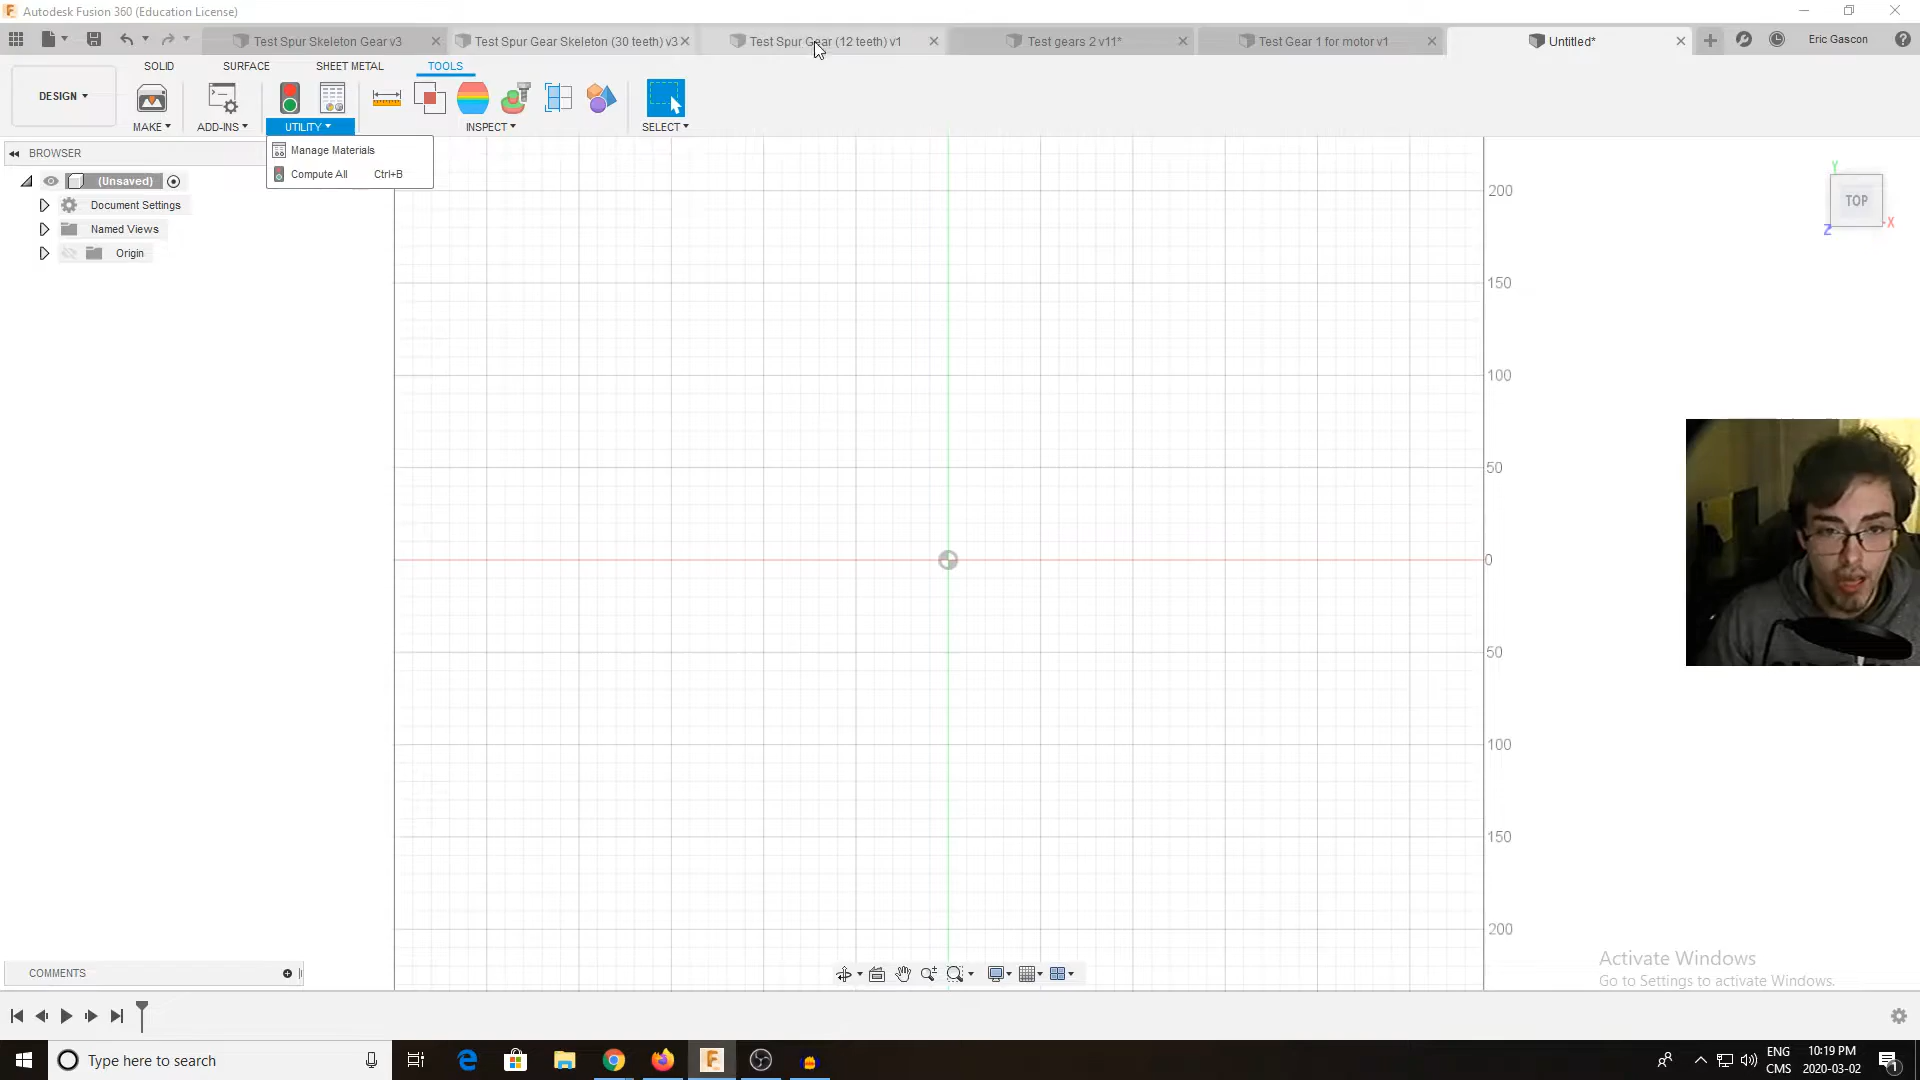 Autodesk Fusion 360 (Education License)
Test Spur Skeleton Gear v3
Test Spur Gear Skeleton (30 teeth) v3
Test Spur Gear (12 teeth) v1
Test gears 2 v11*
Test Gear 1 for motor v1
Untitled*
Eric Gascon
SOLID
SURFACE
SHEET METAL
TOOLS
DESIGN
MAKE
ADD-INS
UTILITY
INSPECT
SELECT
Manage Materials
Compute All Ctrl+B
BROWSER
(Unsaved)
Document Settings
Named Views
Origin
200
150
100
50
0
50
100
150
200
Y
TOP
X
Z
Activate Windows
Go to Settings to activate Windows.
COMMENTS
Type here to search
ENG
CMS
10:19 PM
2020-03-02
1